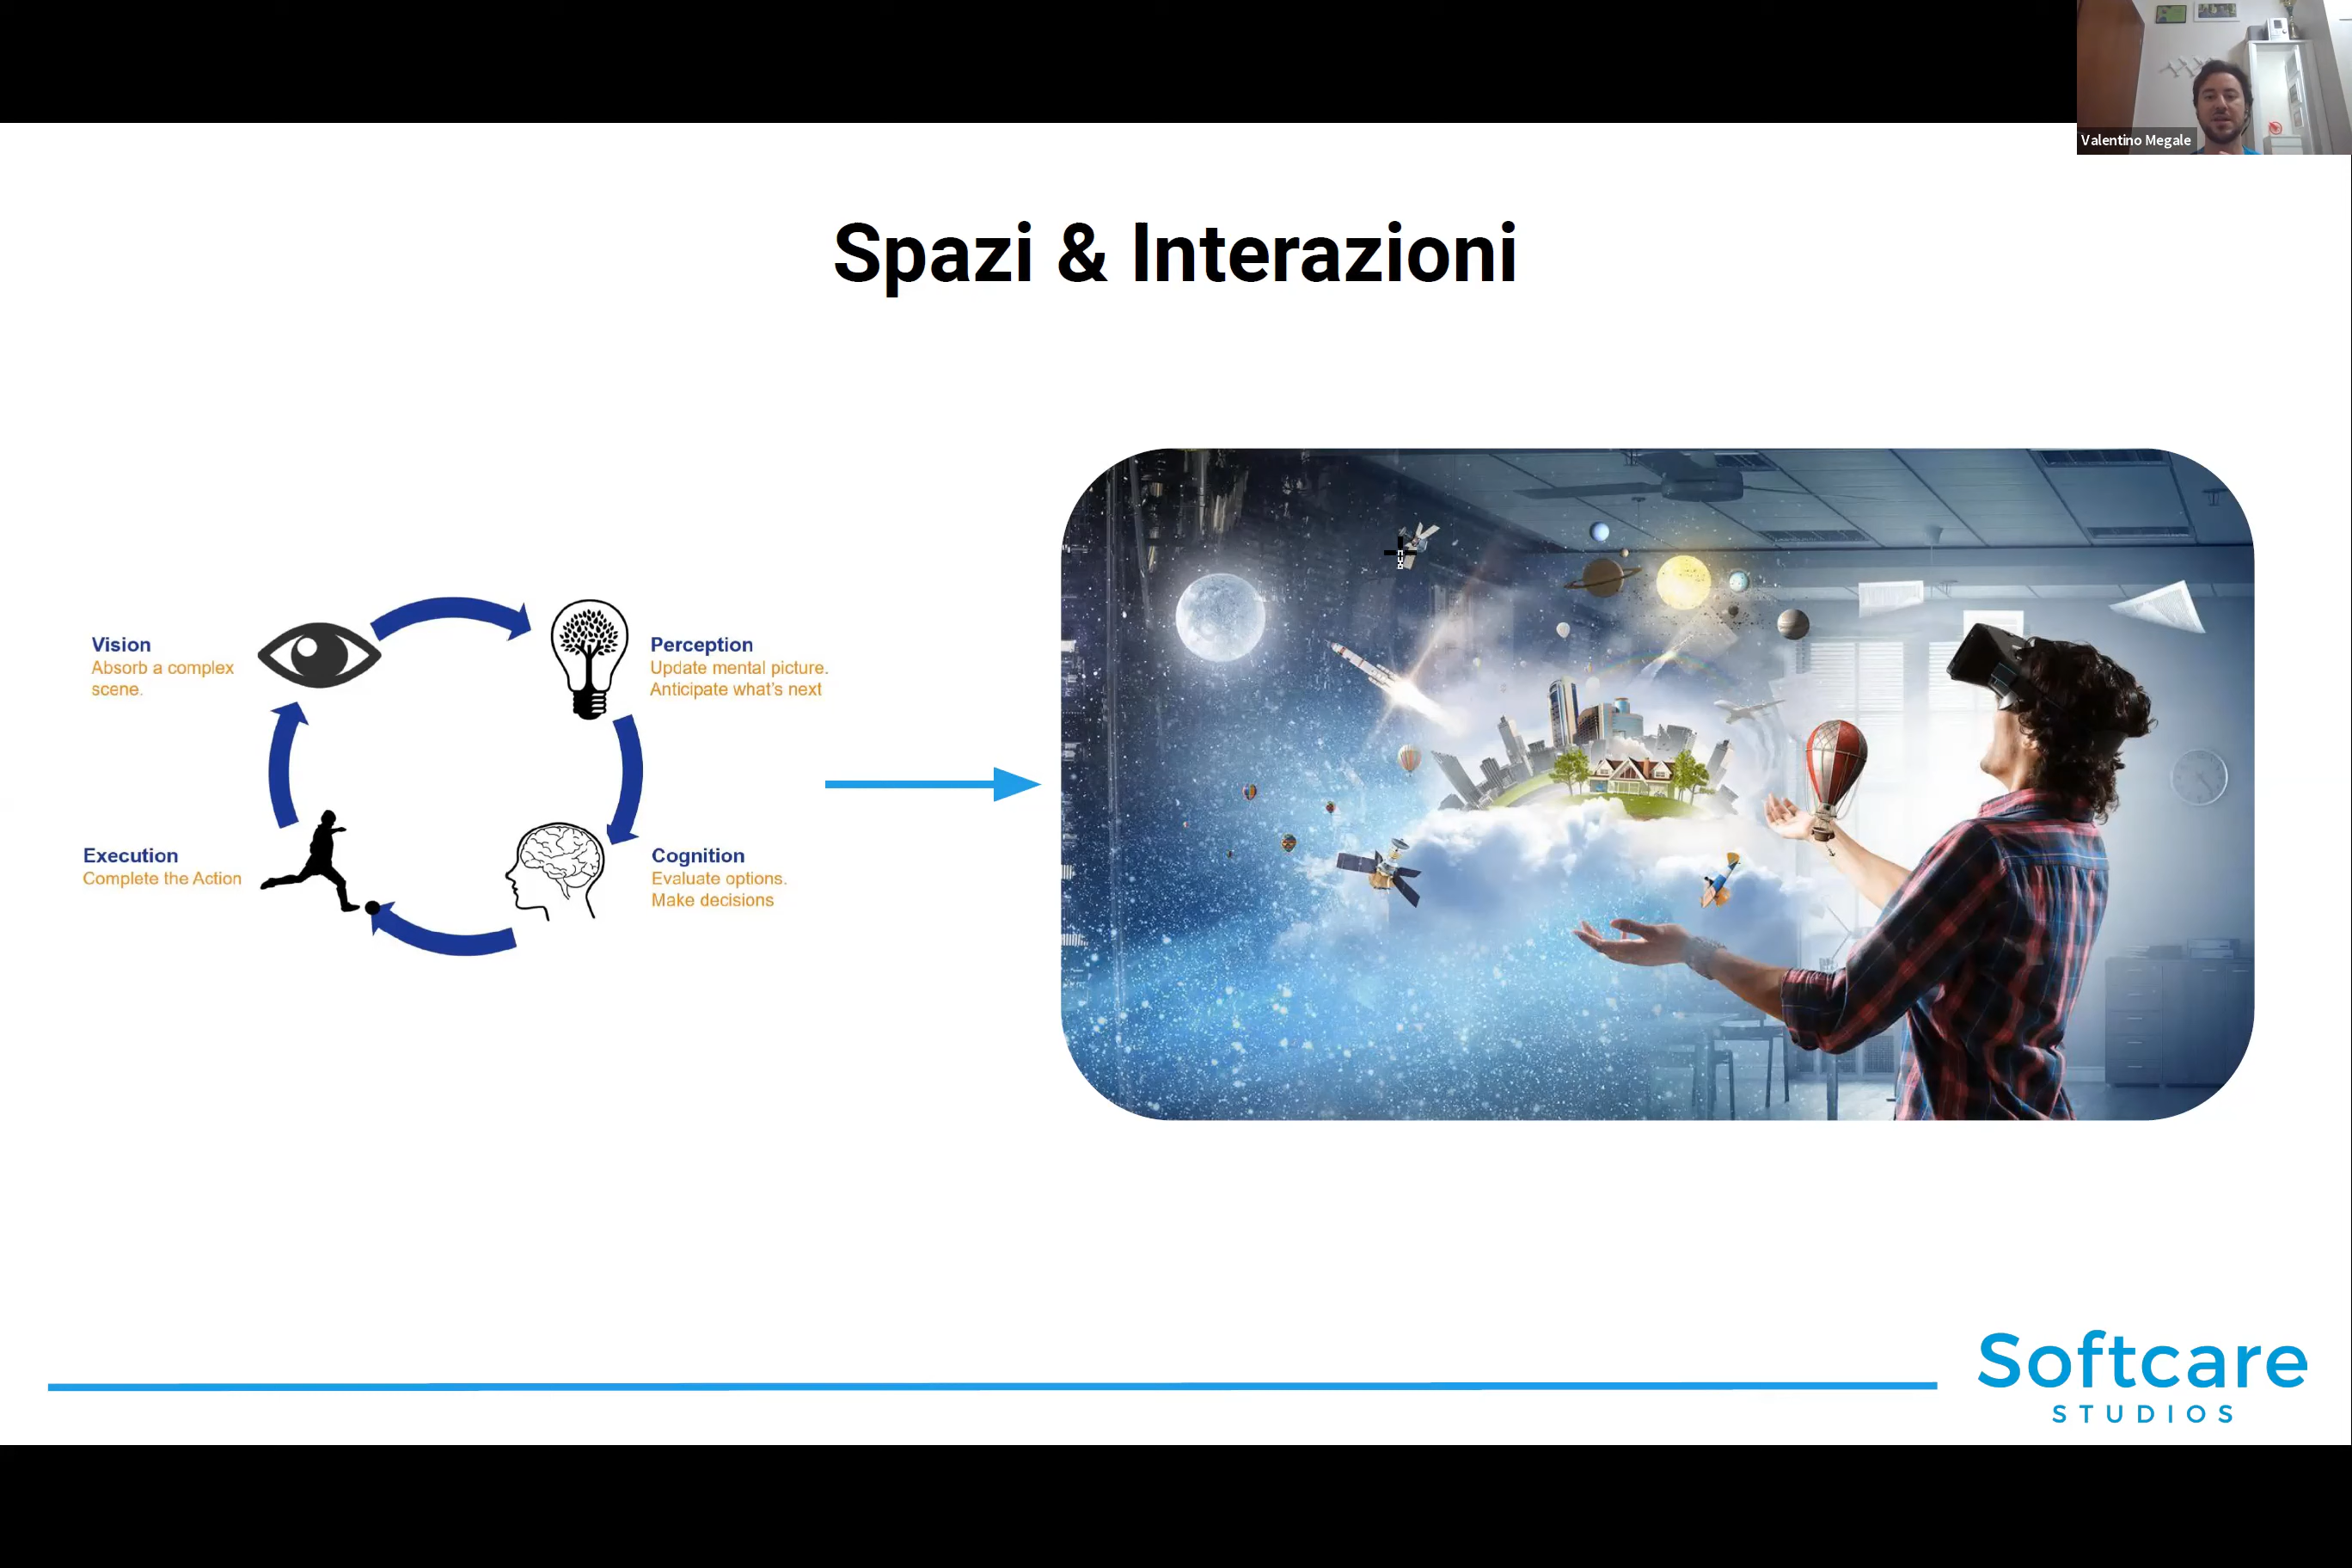 Valentino Megale
Spazi & Interazioni
Vision
Absorb a complex
scene.
Perception
Update mental picture.
Anticipate what's next
Execution
Complete the Action
Cognition
Evaluate options.
Make decisions
Softcare
STUDIOS